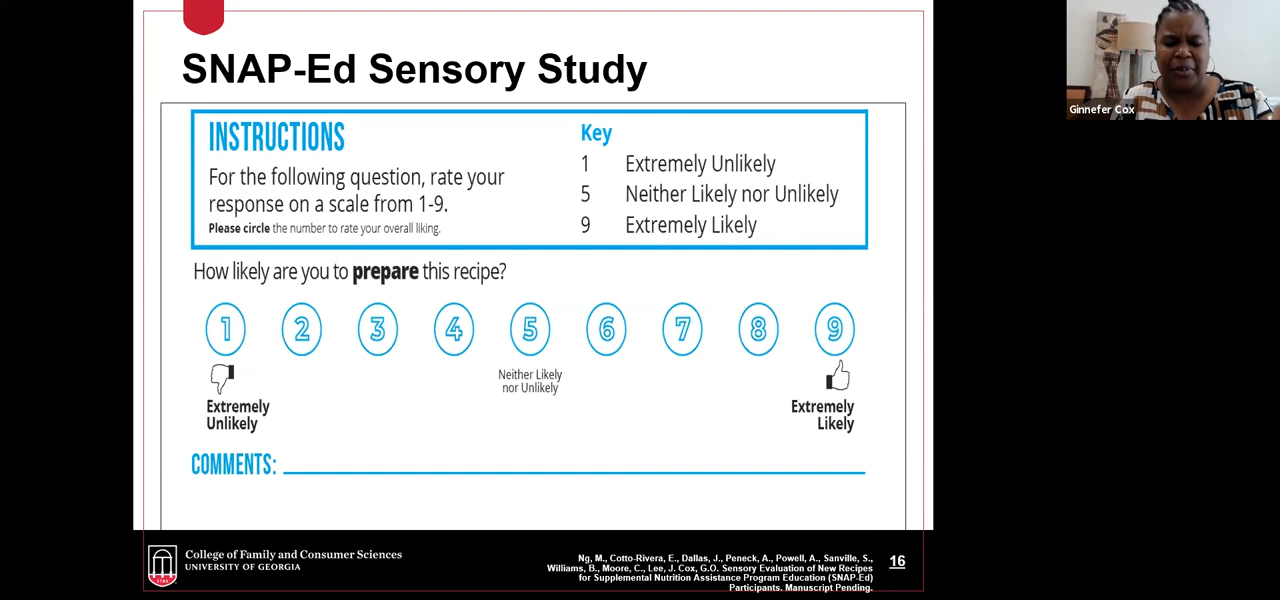 SNAP-Ed Sensory Study
Ginnefer Cox
INSTRUCTIONS
For the following question, rate your
response on a scale from 1-9.
Please circle the number to rate your overall liking.
Key
1 Extremely Unlikely
5 Neither Likely nor Unlikely
9 Extremely Likely
How likely are you to prepare this recipe?
1 2 3 4 5 6 7 8 9
Extremely
Unlikely
Neither Likely
nor Unlikely
Extremely
Likely
COMMENTS:
1785
College of Family and Consumer Sciences
UNIVERSITY OF GEORGIA
Ng, M., Cotto-Rivera, E., Dallas, J., Peneck, A., Powell, A., Sanville, S.,
Williams, B., Moore, C., Lee, J. Cox, G.O. Sensory Evaluation of New Recipes
for Supplemental Nutrition Assistance Program Education (SNAP-Ed)
Participants. Manuscript Pending.
16